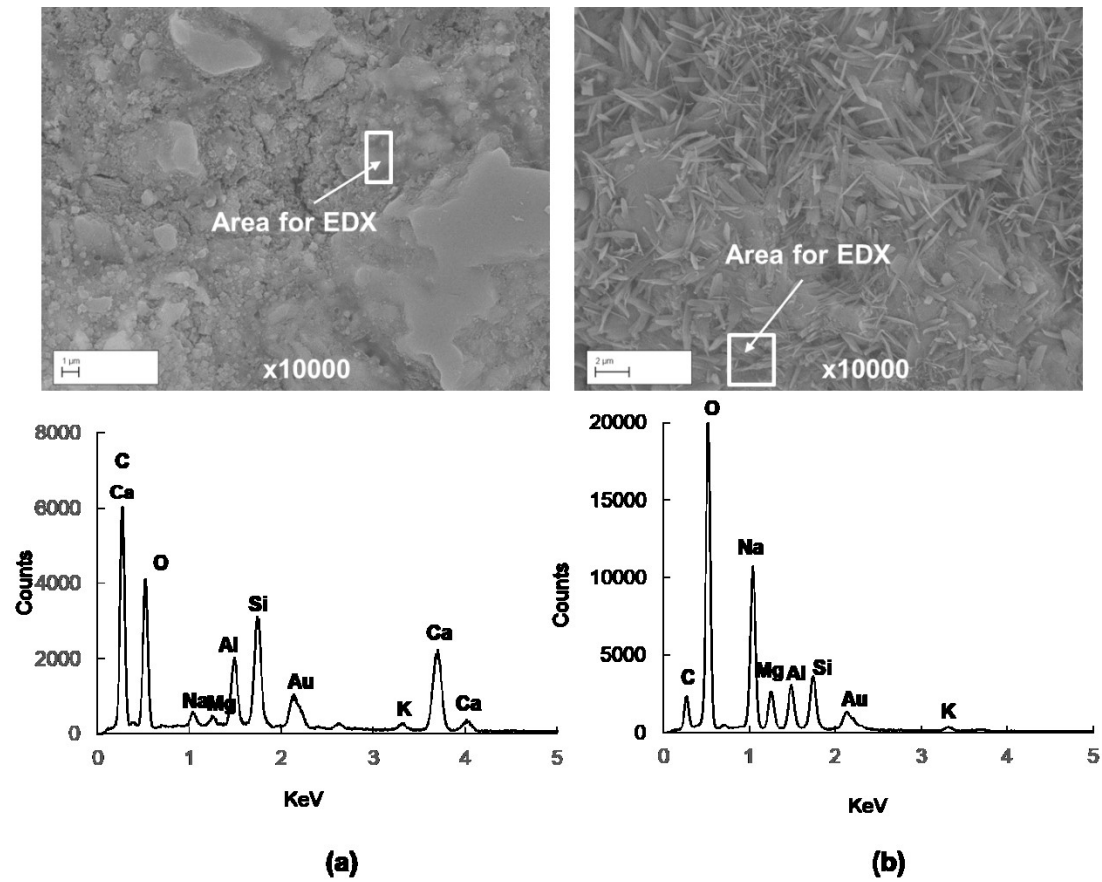 Area for EDX
1 µm
x10000
Area for EDX
2 µm
x10000
8000
6000
4000
2000
0
Counts
C
Ca
O
Na
Mg
Al
Si
Au
K
Ca
Ca
0
1
2
3
4
5
KeV
(a)
20000
15000
10000
5000
0
Counts
C
O
Na
Mg
Al
Si
Au
K
0
1
2
3
4
5
KeV
(b)